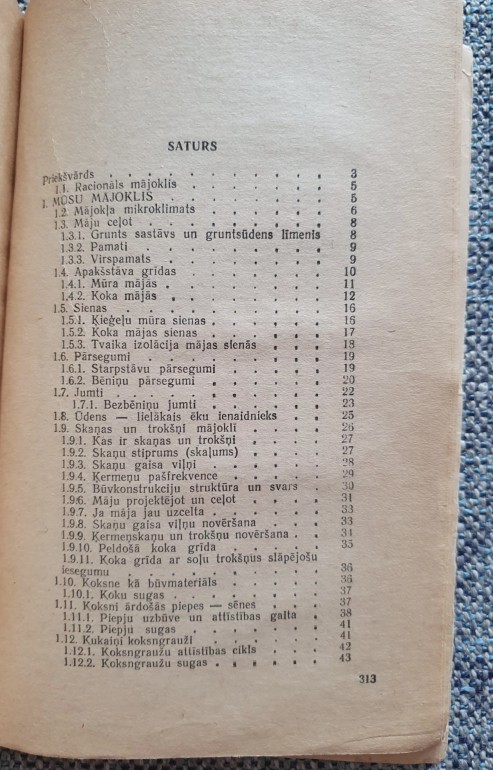 SATURS
Priekšvārds . . . . . . . . . . 3
1.1. Racionāls mājoklis . . . . . . . 5
1. MŪSU MĀJOKLIS . . . . . . . . 5
1.2. Mājokļa mikroklimats . . . . . . 6
1.3. Māju ceļot . . . . . . . . . 8
1.3.1. Grunts sastāvs un gruntsūdens līmenis 8
1.3.2. Pamati . . . . . . . . . 9
1.3.3. Virspamats . . . . . . . . 9
1.4. Apakšstāva grīdas . . . . . . . 10
1.4.1. Mūra mājās . . . . . . . . 11
1.4.2. Koka mājās . . . . . . . . 12
1.5. Sienas . . . . . . . . . . 16
1.5.1. Ķieģeļu mūra sienas . . . . . . 16
1.5.2. Koka mājas sienas . . . . . . 17
1.5.3. Tvaika izolācija mājas sienās . . . 18
1.6. Pārsegumi . . . . . . . . . 19
1.6.1. Starpstāvu pārsegumi . . . . . 19
1.6.2. Bēniņu pārsegumi . . . . . . 20
1.7. Jumti . . . . . . . . . . 22
1.7.1. Bezbēniņu jumti . . . . . . 23
1.8. Ūdens — lielākais ēku ienaidnieks . . . 25
1.9. Skaņas un trokšņi mājoklī . . . . . 26
1.9.1. Kas ir skaņas un trokšņi . . . . 27
1.9.2. Skaņu stiprums (skaļums) . . . . 27
1.9.3. Skaņu gaisa viļņi . . . . . . 28
1.9.4. Ķermeņu pašfrekvence . . . . . 29
1.9.5. Būvkonstrukciju struktūra un svars . . 30
1.9.6. Māju projektējot un ceļot . . . . 31
1.9.7. Ja māja jau uzcelta . . . . . . 33
1.9.8. Skaņu gaisa viļņu novēršana . . . 33
1.9.9. Ķermeņskaņu un trokšņu novēršana . . 34
1.9.10. Peldošā koka grīda . . . . . . 35
1.9.11. Koka grīda ar soļu trokšņus slāpējošu
iesegumu . . . . . . . . . . 36
1.10. Koksne kā būvmateriāls . . . . . 36
1.10.1. Koku sugas . . . . . . . . 37
1.11. Koksni ārdošās piepes — sēnes . . . . 37
1.11.1. Piepju uzbūve un attīstības gaita . . 38
1.11.2. Piepju sugas . . . . . . . 41
1.12. Kukaiņi koksngrauži . . . . . . 41
1.12.1. Koksngraužu attīstības cikls . . . . 42
1.12.2. Koksngraužu sugas . . . . . . 43
313